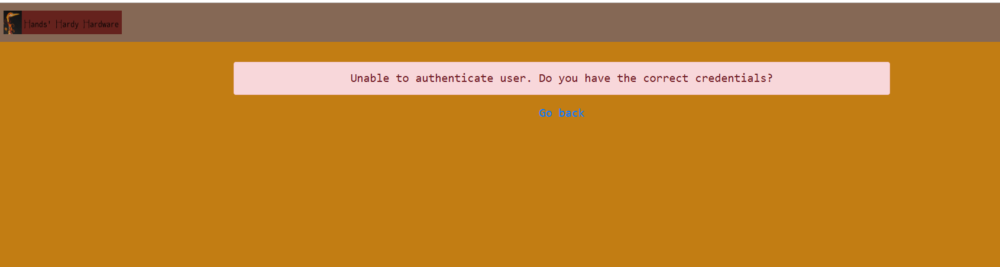 Hands' Hardy Hardware
Unable to authenticate user. Do you have the correct credentials?
Go back